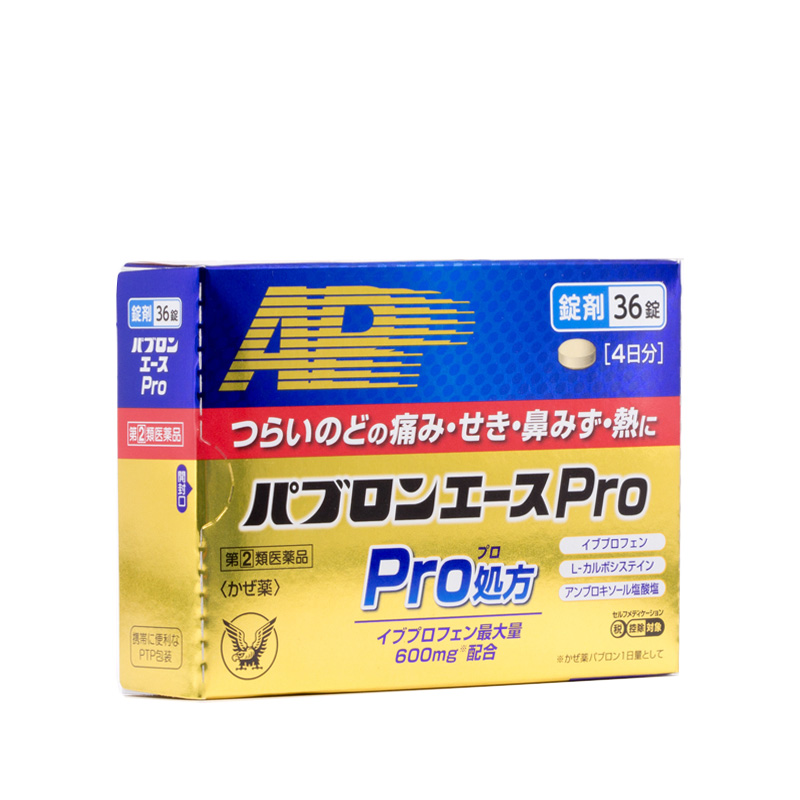 錠剤 36錠
パブロン
エース
Pro
指②類医薬品
開封口
携帯に便利な
PTP包装
AP
錠剤 36錠
[4日分]
つらいのどの痛み・せき・鼻みず・熱に
パブロンエースPro
指②類医薬品
〈かぜ薬〉
プロ
Pro処方
イブプロフェン最大量
600mg※配合
イブプロフェン
L-カルボシステイン
アンブロキソール塩酸塩
セルフメディケーション
税 控除 対象
※かぜ薬パブロン1日量として